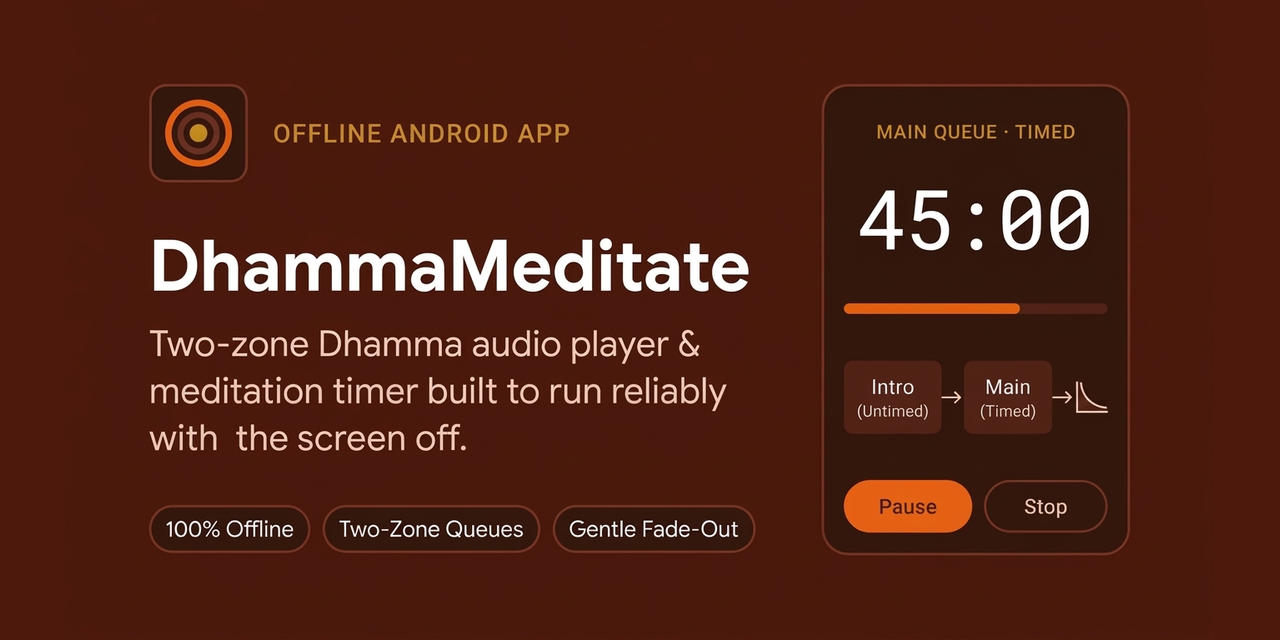 OFFLINE ANDROID APP
DhammaMeditate
Two-zone Dhamma audio player &
meditation timer built to run reliably
with  the screen off.
100% Offline
Two-Zone Queues
Gentle Fade-Out
MAIN QUEUE · TIMED
45:00
Intro
(Untimed)
Main
(Timed)
Pause
Stop